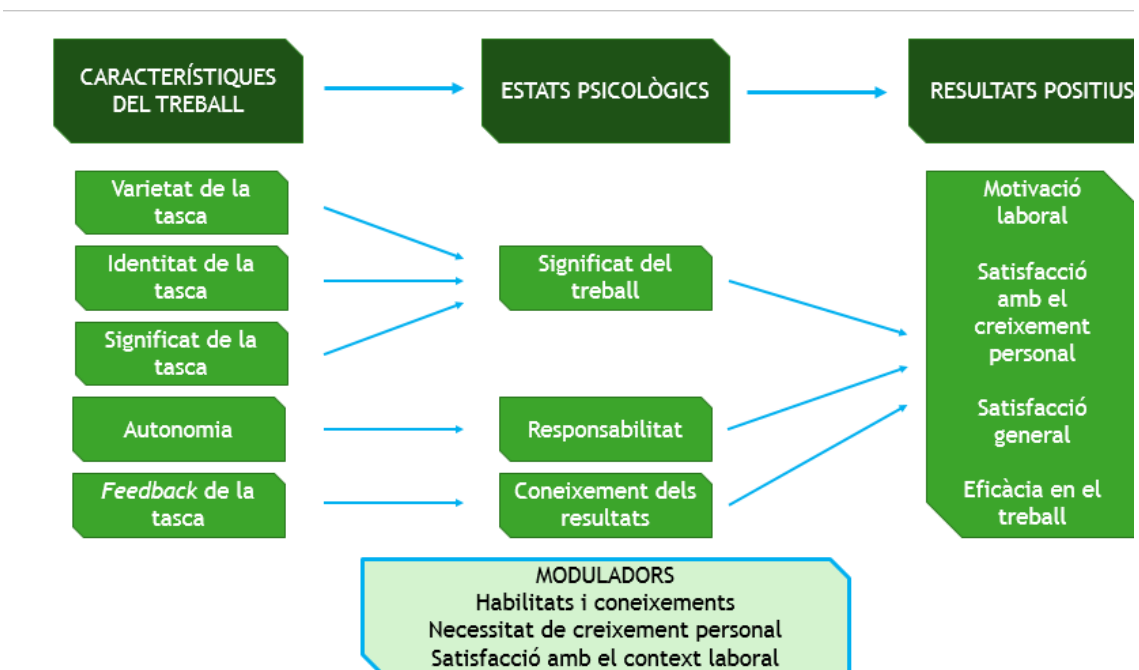 CARACTERÍSTIQUES
DEL TREBALL
ESTATS PSICOLÒGICS
RESULTATS POSITIUS
Varietat de la
tasca
Identitat de la
tasca
Significat de la
tasca
Autonomia
Feedback de la
tasca
Significat del
treball
Responsabilitat
Coneixement dels
resultats
Motivació
laboral
Satisfacció
amb el
creixement
personal
Satisfacció
general
Eficàcia en el
treball
MODULADORS
Habilitats i coneixements
Necessitat de creixement personal
Satisfacció amb el context laboral